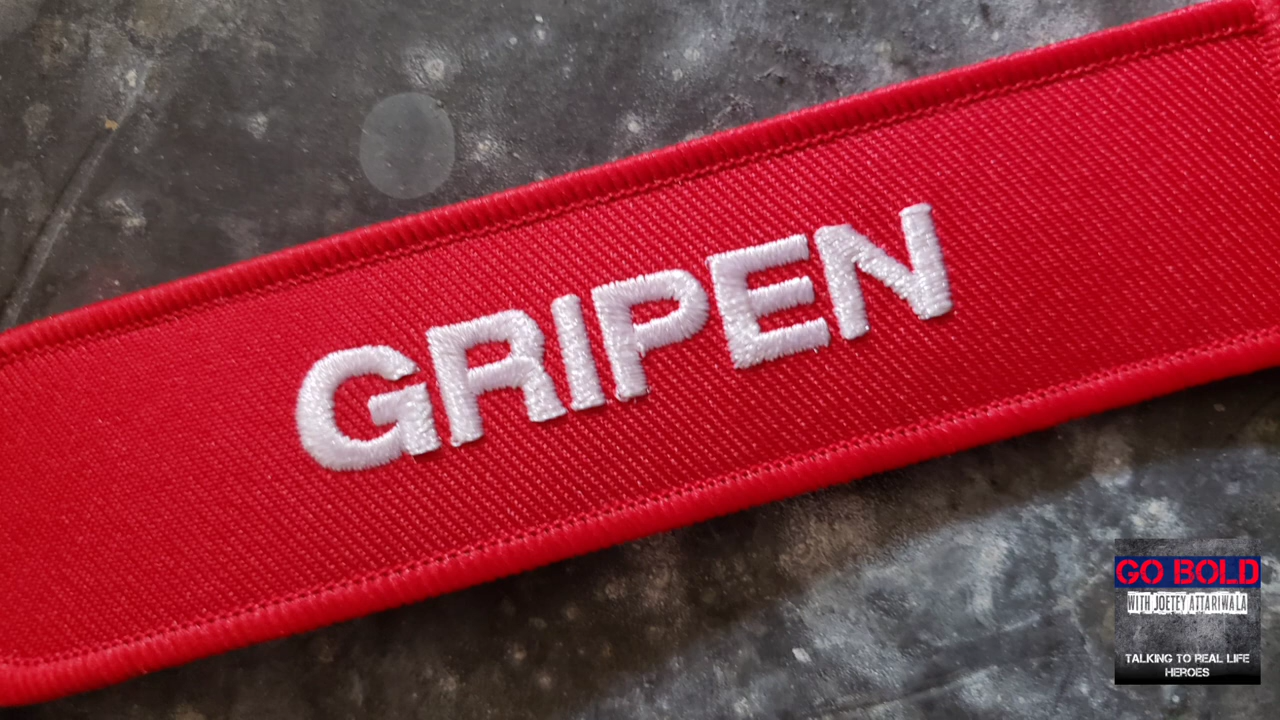 GRIPEN
GO BOLD
WITH JOETEY ATTARIWALA
TALKING TO REAL LIFE
HEROES